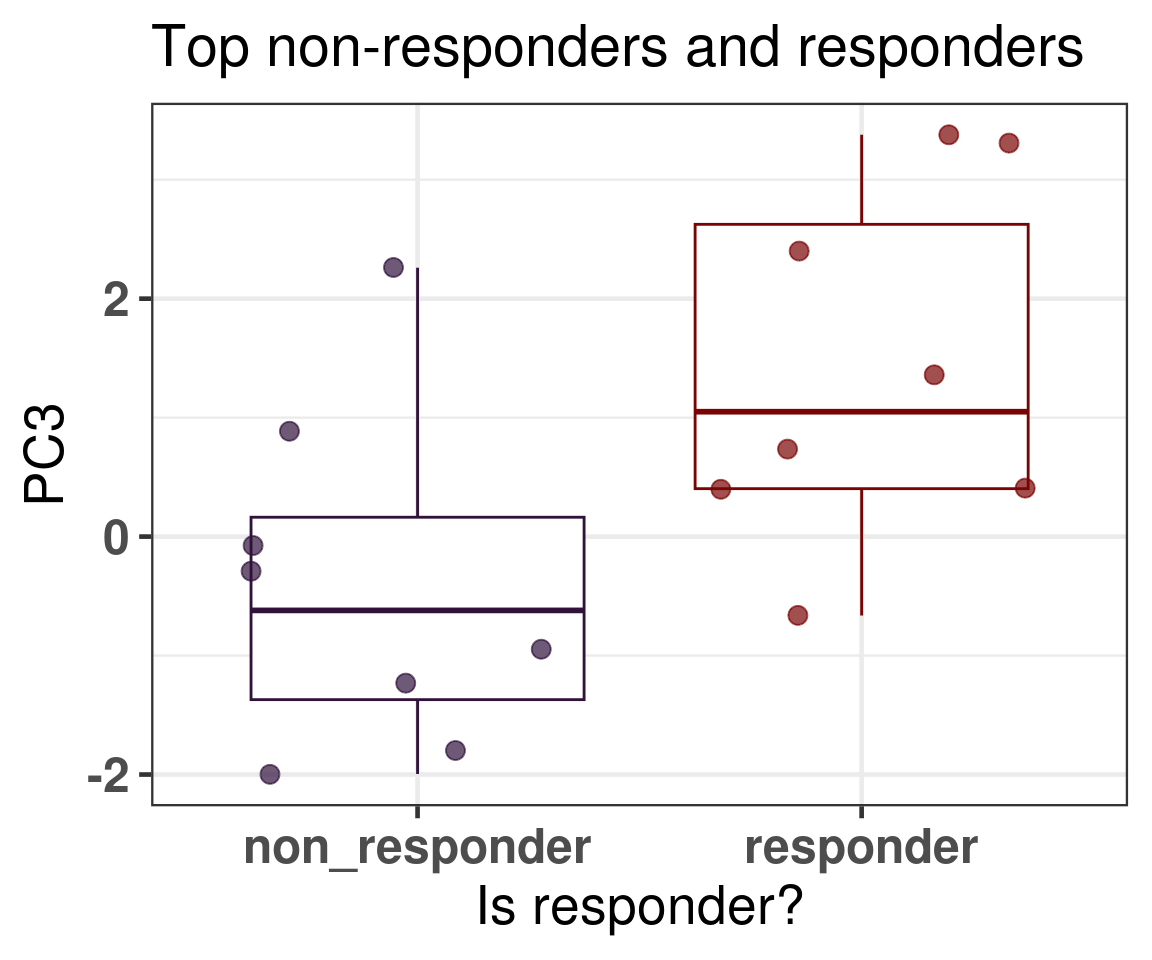 Top non-responders and responders
PC3
2
0
-2
non_responder
responder
Is responder?